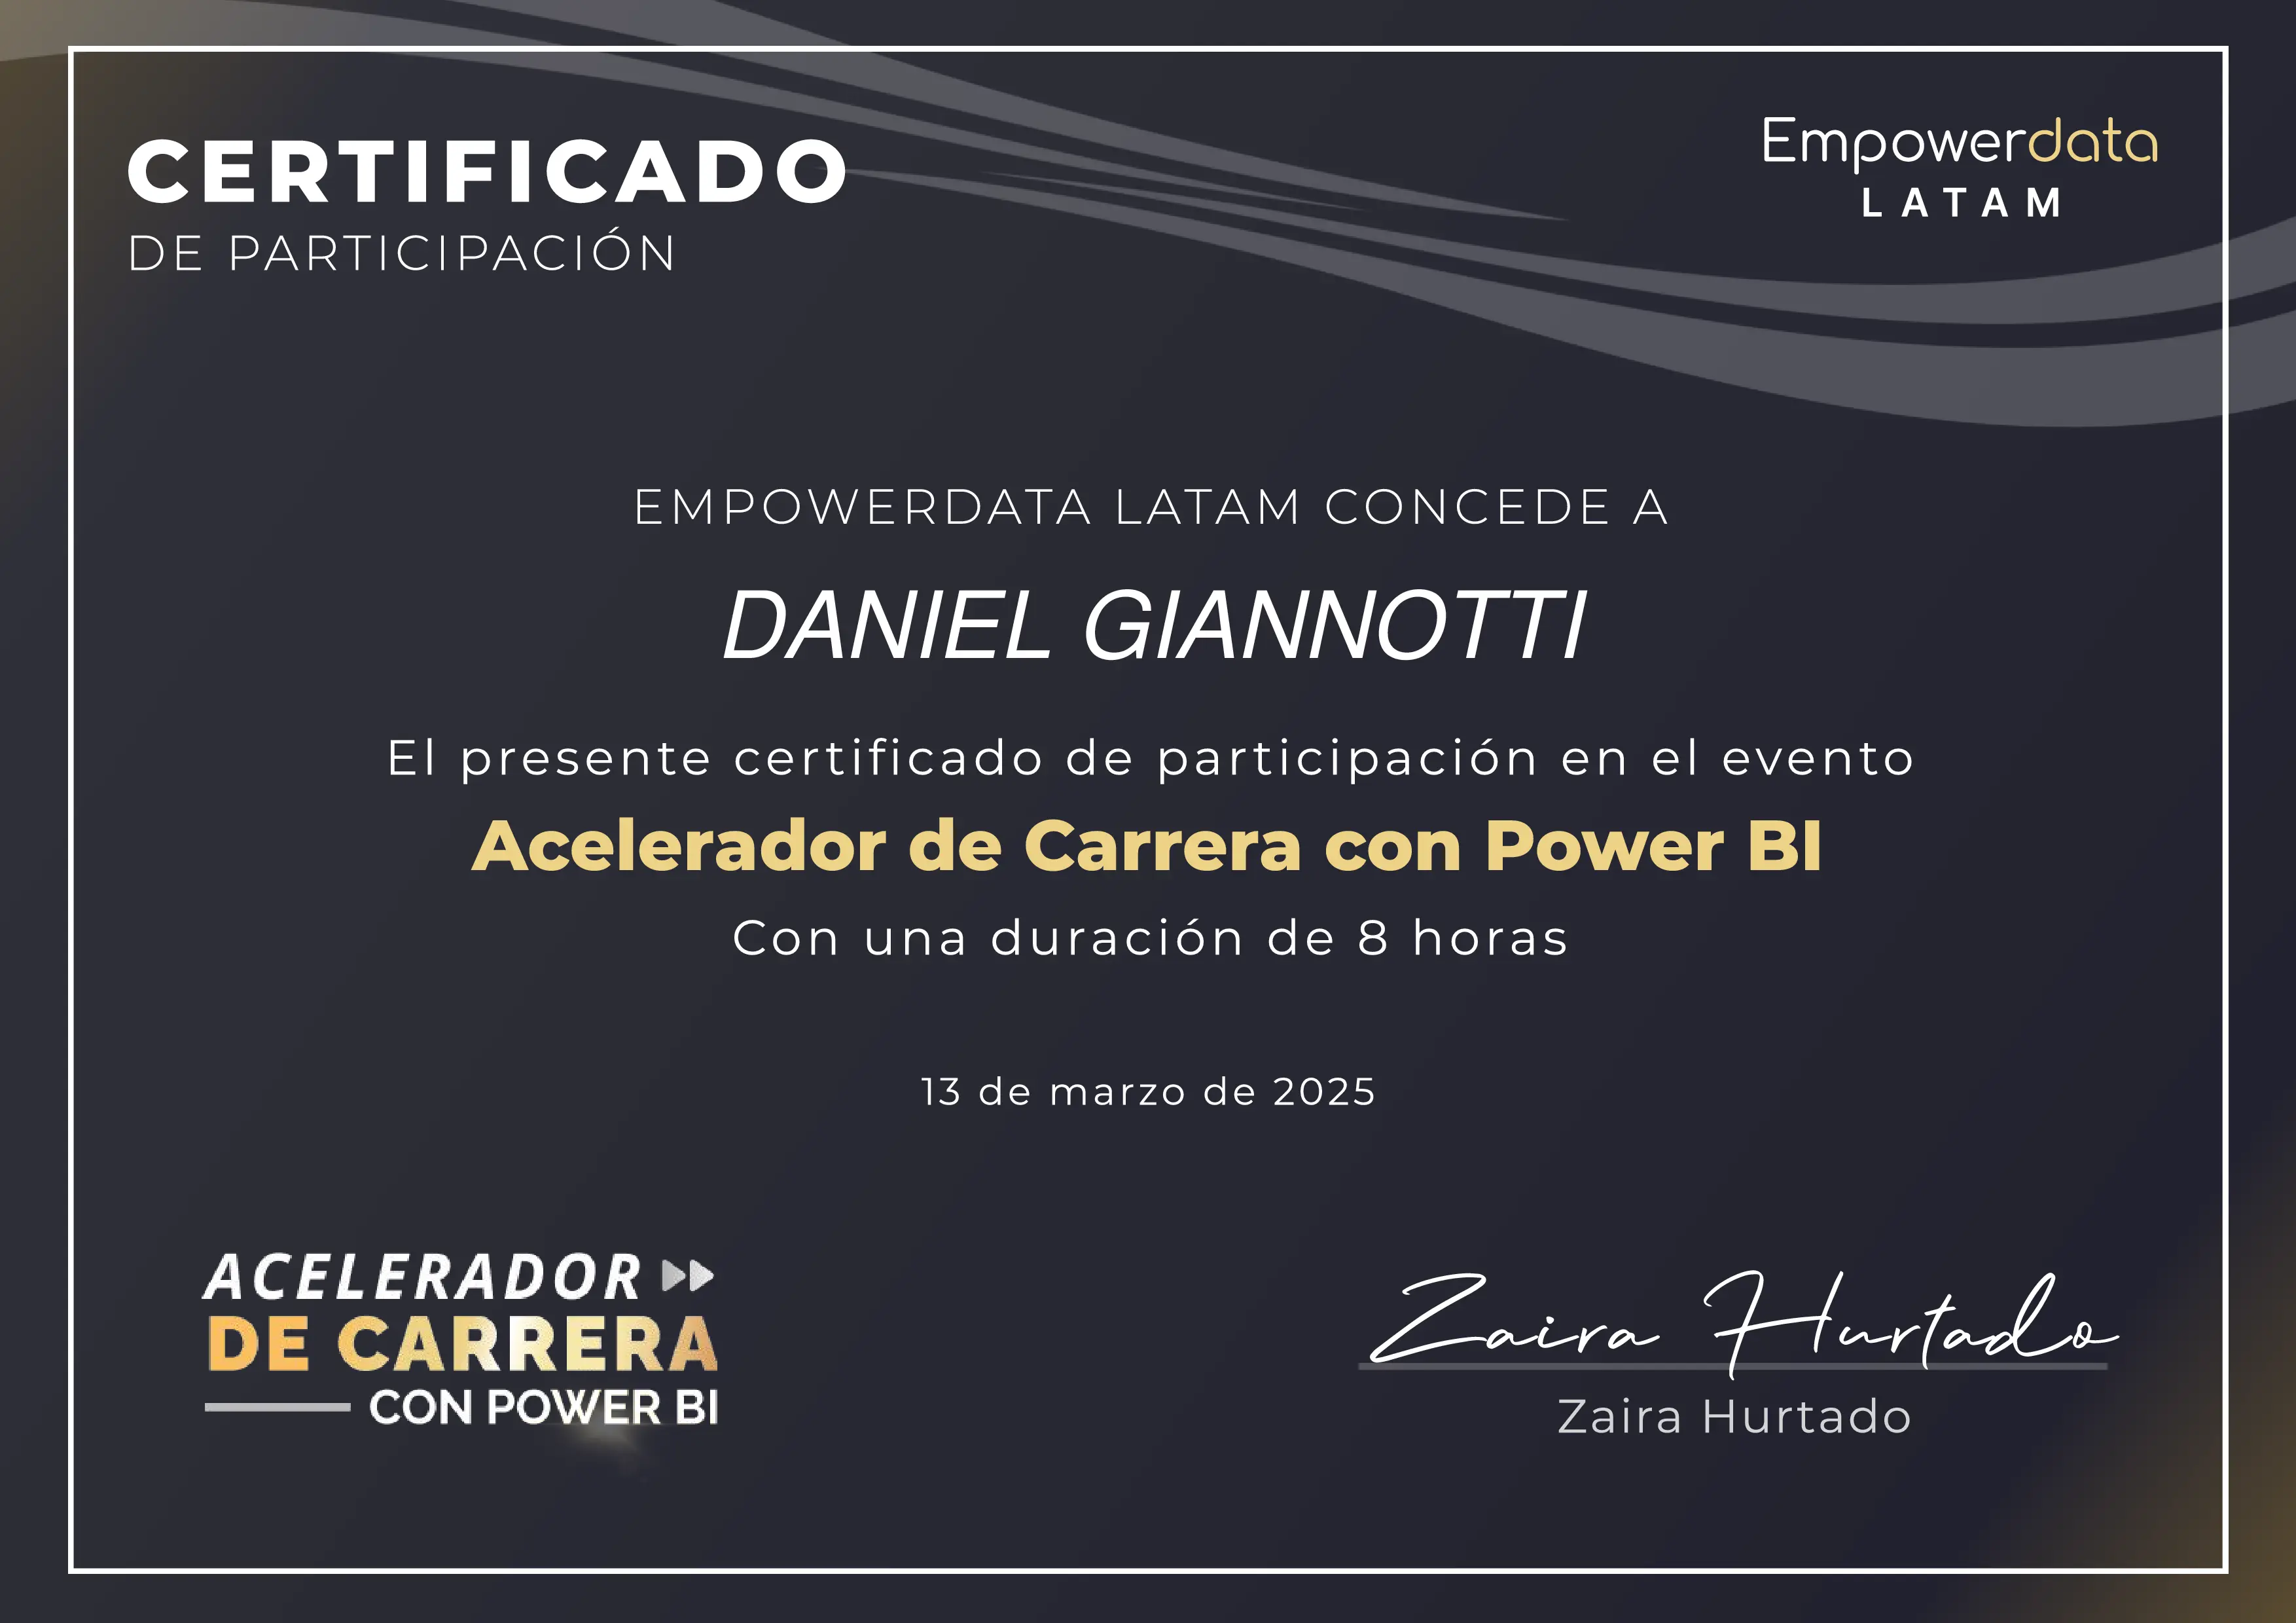 CERTIFICADO
DE PARTICIPACIÓN
Empowerdata
LATAM
EMPOWERDATA LATAM CONCEDE A
DANIEL GIANNOTTI
El presente certificado de participación en el evento
Acelerador de Carrera con Power BI
Con una duración de 8 horas
13 de marzo de 2025
ACELERADOR
DE CARRERA
CON POWER BI
Zaira Hurtado
Zaira Hurtado